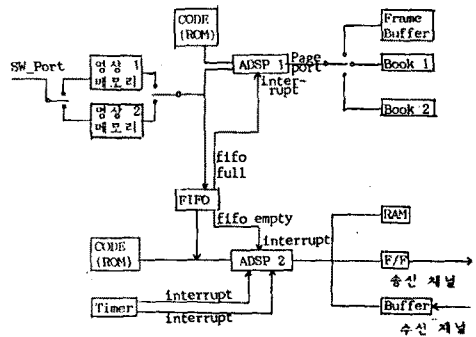 CODE
(ROM)
Frame
Buffer
SW_Port
영상 1
메모리
ADSP 1
Page
port
Book 1
inter-
rupt
영상 2
메모리
Book 2
fifo
full
FIFO
fifo empty
interrupt
RAM
CODE
(ROM)
ADSP 2
F/F
송신 채널
Timer
interrupt
interrupt
Buffer
수신 채널